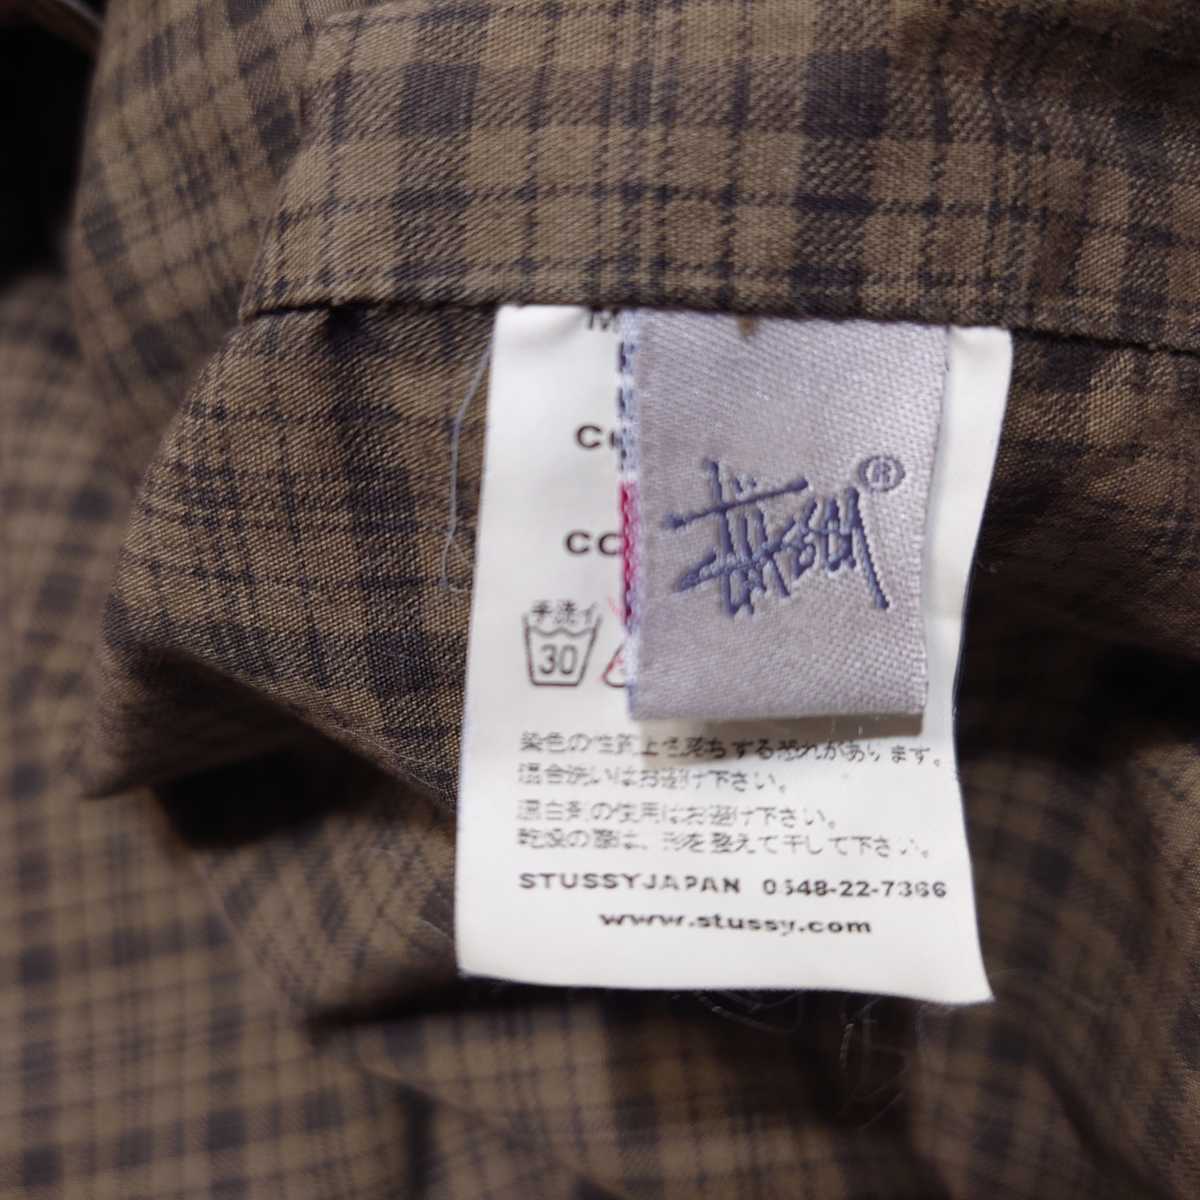 ®
手洗イ
30
染色の性質上色落ちする恐れがあります。
混合洗いはお避け下さい。
漂白剤の使用はお避け下さい。
乾燥の際は、形を整えて干して下さい。
STUSSY JAPAN 0548-22-7366
www.stussy.com